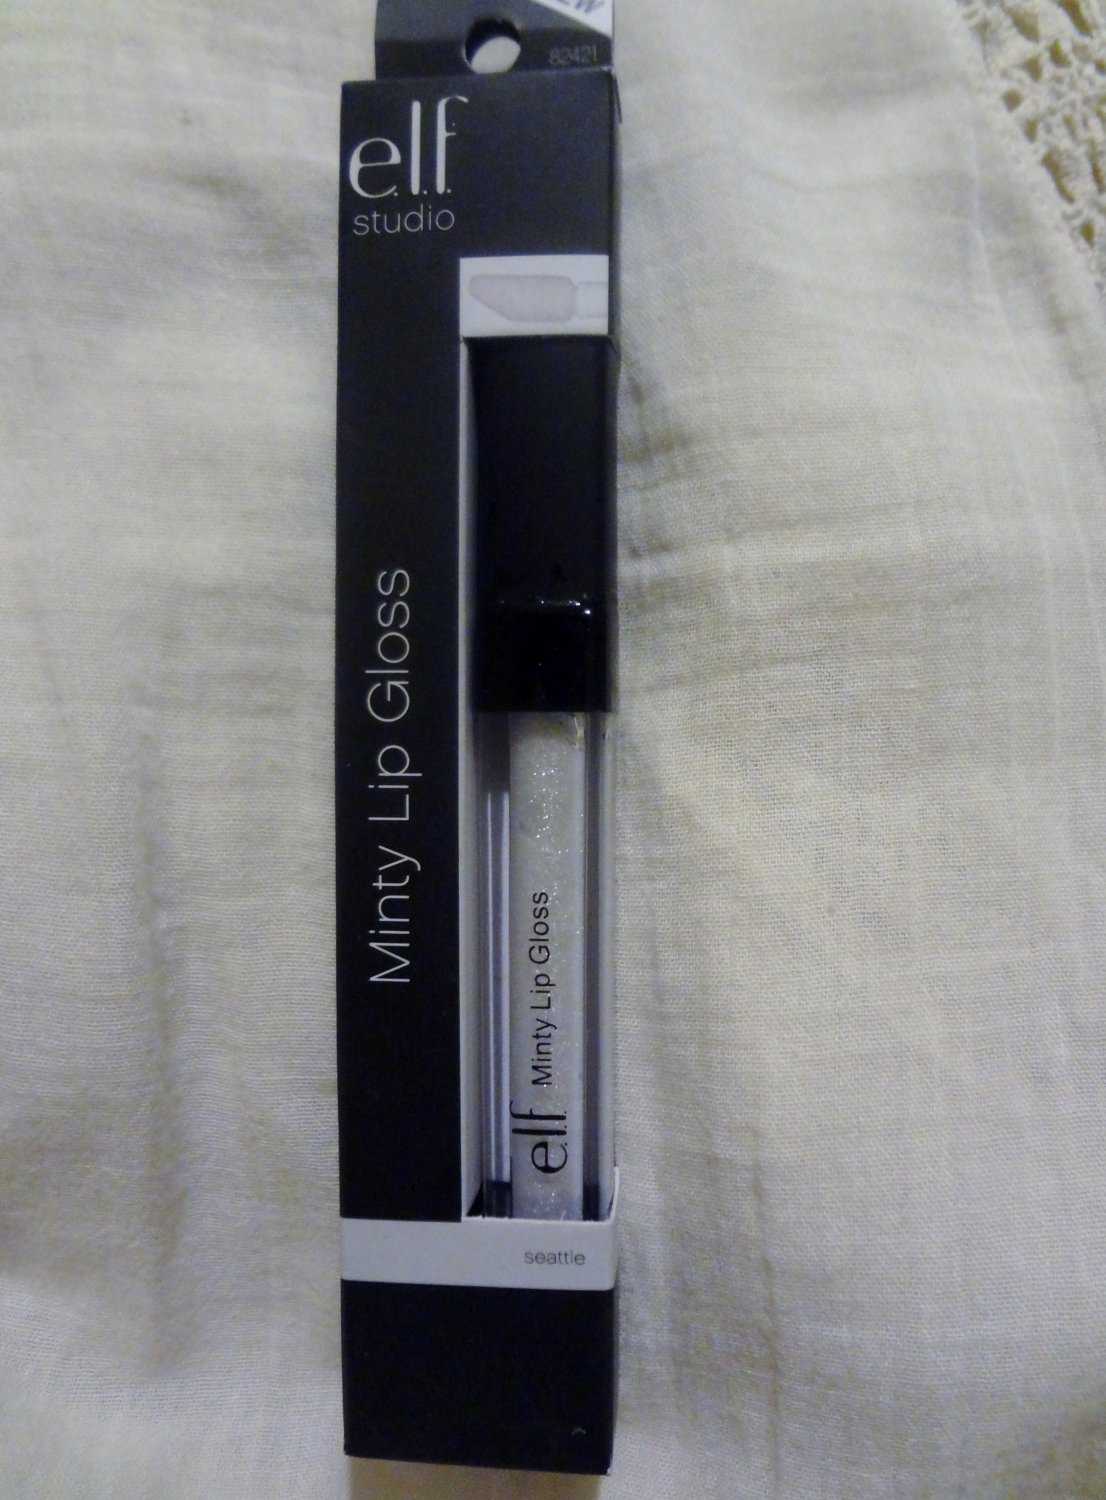 82421
e.l.f.
studio
Minty Lip Gloss
e.l.f. Minty Lip Gloss
seattle